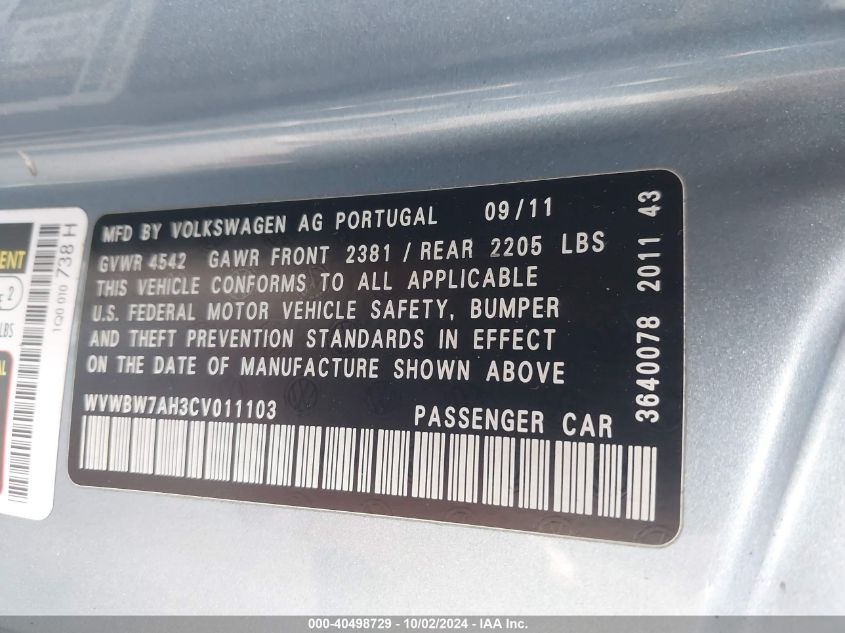 MFD BY VOLKSWAGEN AG PORTUGAL 09/11
GVWR 4542 GAWR FRONT 2381 / REAR 2205 LBS
THIS VEHICLE CONFORMS TO ALL APPLICABLE
U.S. FEDERAL MOTOR VEHICLE SAFETY, BUMPER
AND THEFT PREVENTION STANDARDS IN EFFECT
ON THE DATE OF MANUFACTURE SHOWN ABOVE
WVWBW7AH3CV011103 PASSENGER CAR
3640078 2011 43
1Q0 010 738 H
2
LBS
000-40498729 - 10/02/2024 - IAA Inc.